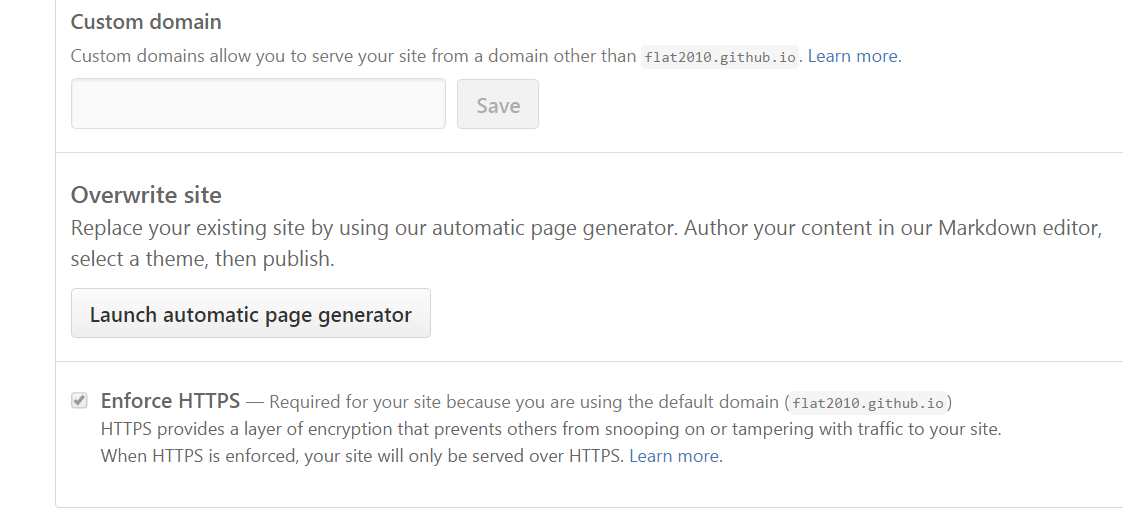 Custom domain
Custom domains allow you to serve your site from a domain other than flat2010.github.io. Learn more.
Save
Overwrite site
Replace your existing site by using our automatic page generator. Author your content in our Markdown editor,
select a theme, then publish.
Launch automatic page generator
Enforce HTTPS — Required for your site because you are using the default domain (flat2010.github.io)
HTTPS provides a layer of encryption that prevents others from snooping on or tampering with traffic to your site.
When HTTPS is enforced, your site will only be served over HTTPS. Learn more.